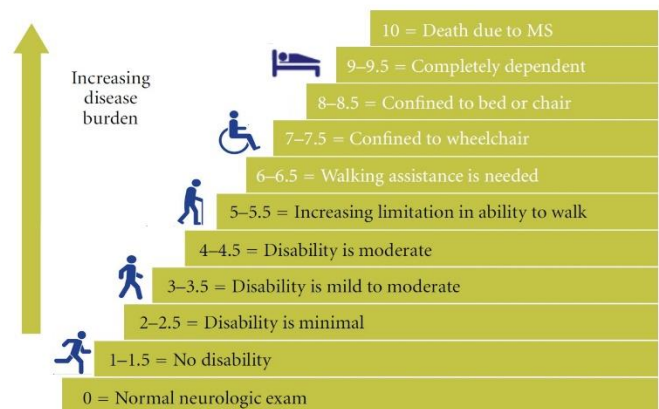 10 = Death due to MS
9–9.5 = Completely dependent
Increasing
disease
burden
8–8.5 = Confined to bed or chair
7–7.5 = Confined to wheelchair
6–6.5 = Walking assistance is needed
5–5.5 = Increasing limitation in ability to walk
4–4.5 = Disability is moderate
3–3.5 = Disability is mild to moderate
2–2.5 = Disability is minimal
1–1.5 = No disability
0 = Normal neurologic exam